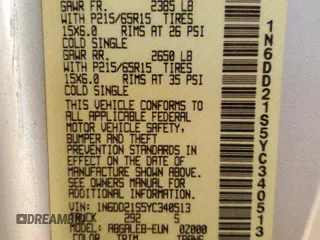 GAWR FR. 2385 LB
WITH P215/65R15 TIRES
15X6.0 RIMS AT 26 PSI
COLD SINGLE
GAWR RR. 2650 LB
WITH P215/65R15 TIRES
15X6.0 RIMS AT 35 PSI
COLD SINGLE
THIS VEHICLE CONFORMS TO
ALL APPLICABLE FEDERAL
MOTOR VEHICLE SAFETY,
BUMPER AND THEFT
PREVENTION STANDARDS
IN EFFECT ON THE DATE OF
MANUFACTURE SHOWN ABOVE.
SEE OWNERS MANUAL FOR
ADDITIONAL INFORMATION.
VIN: 1N6DD21S5YC340513
TRUCK 292 S
MODEL: ABGALEB-EUN 0Z000
COLOR TRIM TRANS
1N6DD21S5YC340513
DREAMBID